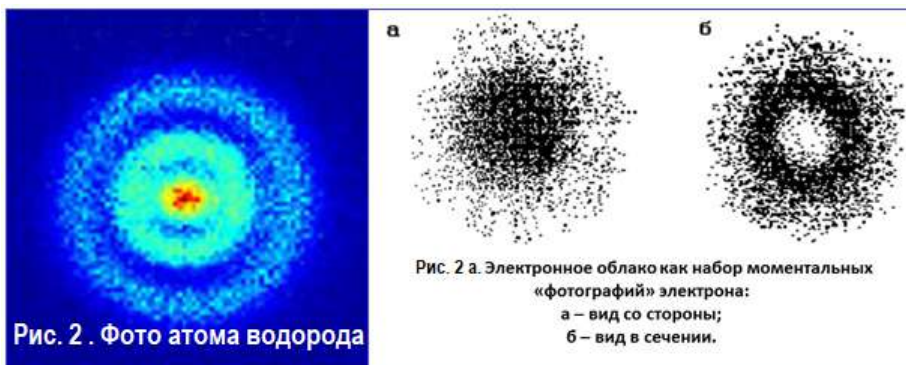 Рис. 2 . Фото атома водорода
а
б
Рис. 2 а. Электронное облако как набор моментальных
«фотографий» электрона:
а – вид со стороны;
б – вид в сечении.